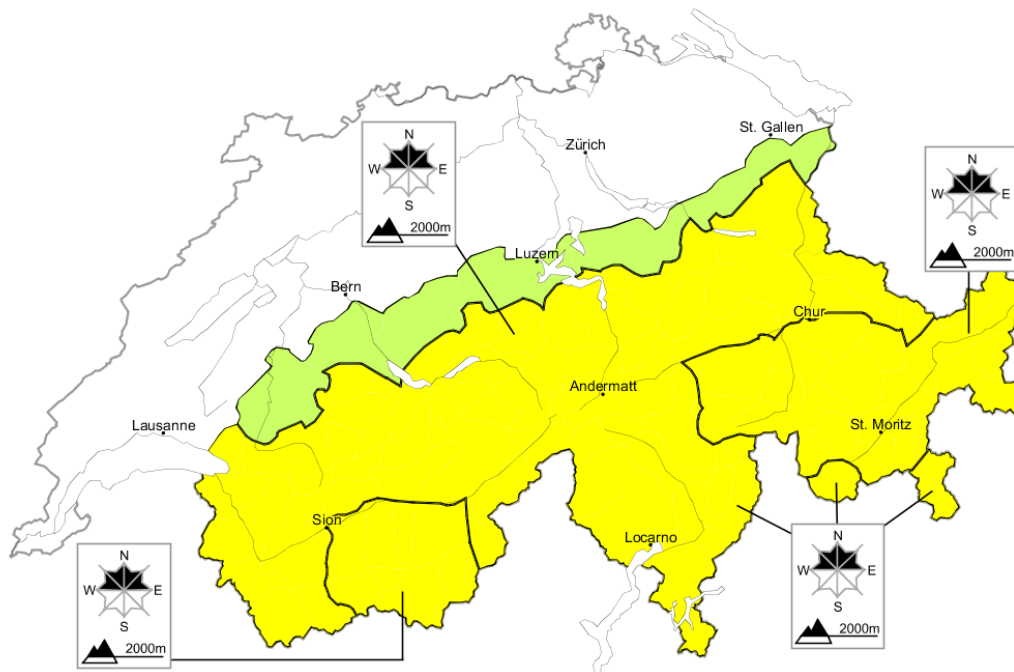 St. Gallen
Zürich
N
W E
S
2000m
N
W E
S
2000m
Luzern
Bern
Chur
Andermatt
Lausanne
St. Moritz
Sion
Locarno
N
W E
S
2000m
N
W E
S
2000m